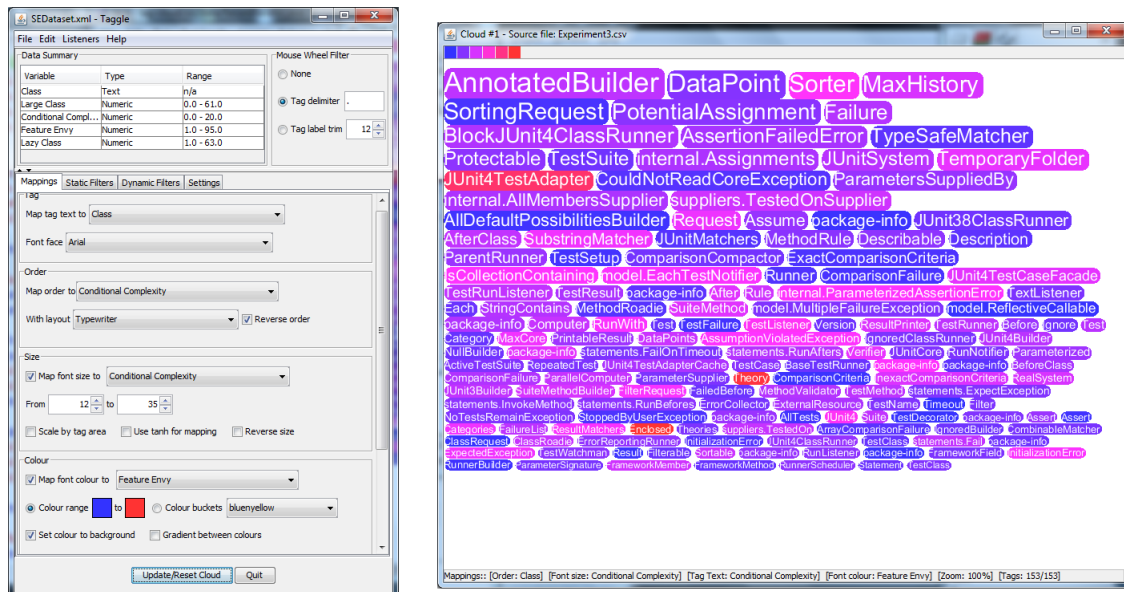 SEDataset.xml - Taggle
File Edit Listeners Help
Data Summary
Variable Type Range
Class Text n/a
Large Class Numeric 0.0 - 61.0
Conditional Compl... Numeric 0.0 - 20.0
Feature Envy Numeric 1.0 - 95.0
Lazy Class Numeric 1.0 - 63.0
Mouse Wheel Filter
None
Tag delimiter .
Tag label trim 12
Mappings Static Filters Dynamic Filters Settings
Tag
Map tag text to Class
Font face Arial
Order
Map order to Conditional Complexity
With layout Typewriter Reverse order
Size
Map font size to Conditional Complexity
From 12 to 35
Scale by tag area Use tanh for mapping Reverse size
Colour
Map font colour to Feature Envy
Colour range to Colour buckets bluenyellow
Set colour to background Gradient between colours
Update/Reset Cloud Quit
Cloud #1 - Source file: Experiment3.csv
AnnotatedBuilder DataPoint Sorter MaxHistory
SortingRequest PotentialAssignment Failure
BlockJUnit4ClassRunner AssertionFailedError TypeSafeMatcher
Protectable TestSuite internal.Assignments JUnitSystem TemporaryFolder
JUnit4TestAdapter CouldNotReadCoreException ParametersSuppliedBy
internal.AllMembersSupplier suppliers.TestedOnSupplier
AllDefaultPossibilitiesBuilder Request Assume package-info JUnit38ClassRunner
AfterClass SubstringMatcher JUnitMatchers MethodRule Describable Description
ParentRunner TestSetup ComparisonCompactor ExactComparisonCriteria
IsCollectionContaining model.EachTestNotifier Runner ComparisonFailure JUnit4TestCaseFacade
TestRunListener TestResult package-info After Rule internal.ParameterizedAssertionError TextListener
Each StringContains MethodRoadie SuiteMethod model.MultipleFailureException model.ReflectiveCallable
package-info Computer RunWith Test TestFailure TestListener Version ResultPrinter TestRunner Before Ignore Test
Category MaxCore PrintableResult DataPoints AssumptionViolatedException IgnoredClassRunner JUnit4Builder
NullBuilder package-info statements.FailOnTimeout statements.RunAfters Verifier JUnitCore RunNotifier Parameterized
ActiveTestSuite RepeatedTest JUnit4TestAdapterCache TestCase BaseTestRunner package-info package-info BeforeClass
ComparisonFailure ParallelComputer ParameterSupplier Theory ComparisonCriteria InexactComparisonCriteria RealSystem
JUnit3Builder SuiteMethodBuilder FilterRequest FailedBefore MethodValidator TestMethod statements.ExpectException
statements.InvokeMethod statements.RunBefores ErrorCollector ExternalResource TestName Timeout Filter
NoTestsRemainException StoppedByUserException package-info AllTests JUnit4 Suite TestDecorator package-info Assert Assert
Categories FailureList ResultMatchers Enclosed Theories suppliers.TestedOn ArrayComparisonFailure IgnoredBuilder CombinableMatcher
ClassRequest ClassRoadie ErrorReportingRunner InitializationError JUnit4ClassRunner TestClass statements.Fail package-info
ExpectedException TestWatchman Result Filterable Sortable package-info RunListener package-info FrameworkField InitializationError
RunnerBuilder ParameterSignature FrameworkMember FrameworkMethod RunnerScheduler Statement TestClass
Mappings:: [Order: Class] [Font size: Conditional Complexity] [Tag Text: Conditional Complexity] [Font colour: Feature Envy] [Zoom: 100%] [Tags: 153/153]